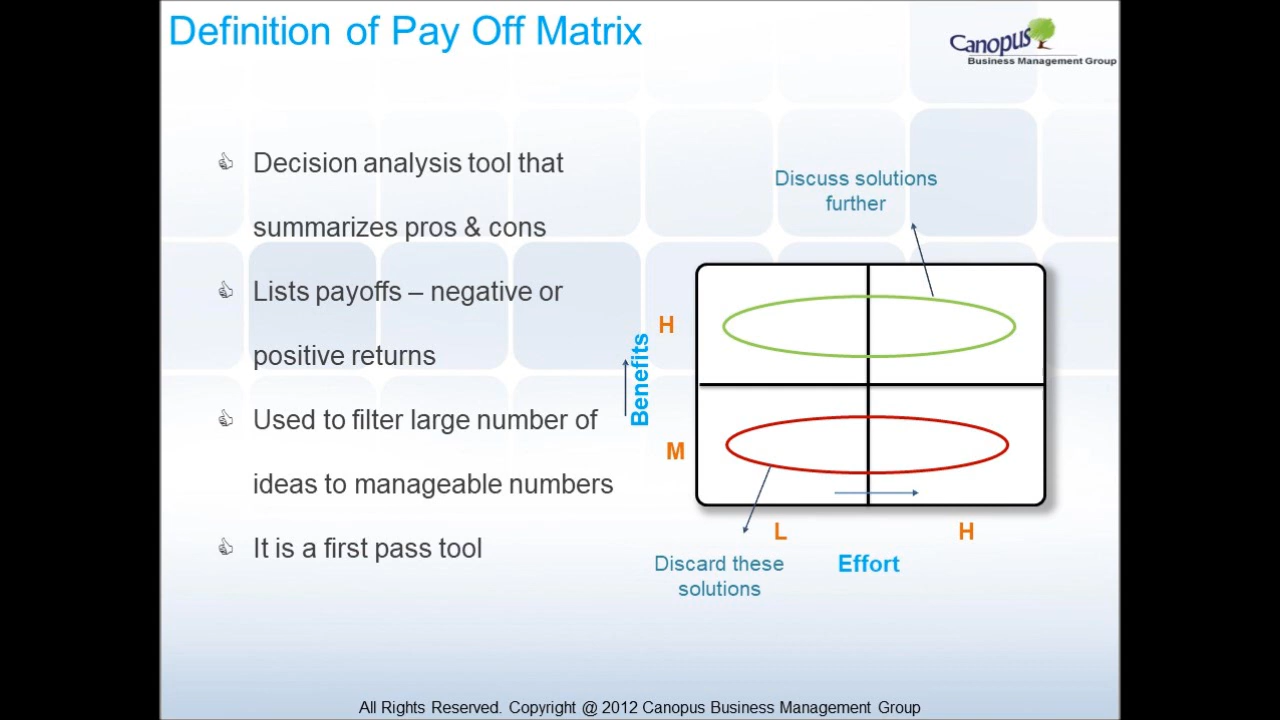 Definition of Pay Off Matrix
Canopus
Business Management Group
Decision analysis tool that
summarizes pros & cons
Lists payoffs – negative or
positive returns
Used to filter large number of
ideas to manageable numbers
It is a first pass tool
Discuss solutions
further
H
Benefits
M
L
H
Effort
Discard these
solutions
All Rights Reserved. Copyright @ 2012 Canopus Business Management Group